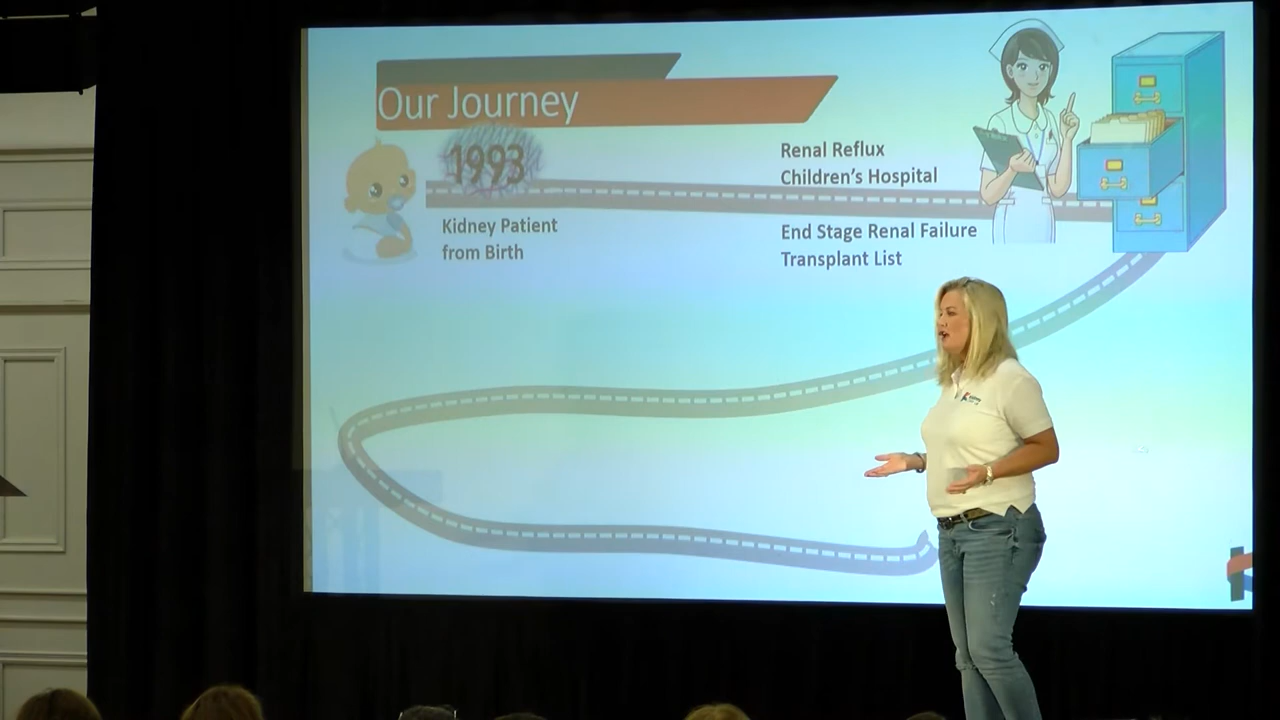 Our Journey
1993
Kidney Patient
from Birth
Renal Reflux
Children's Hospital
End Stage Renal Failure
Transplant List